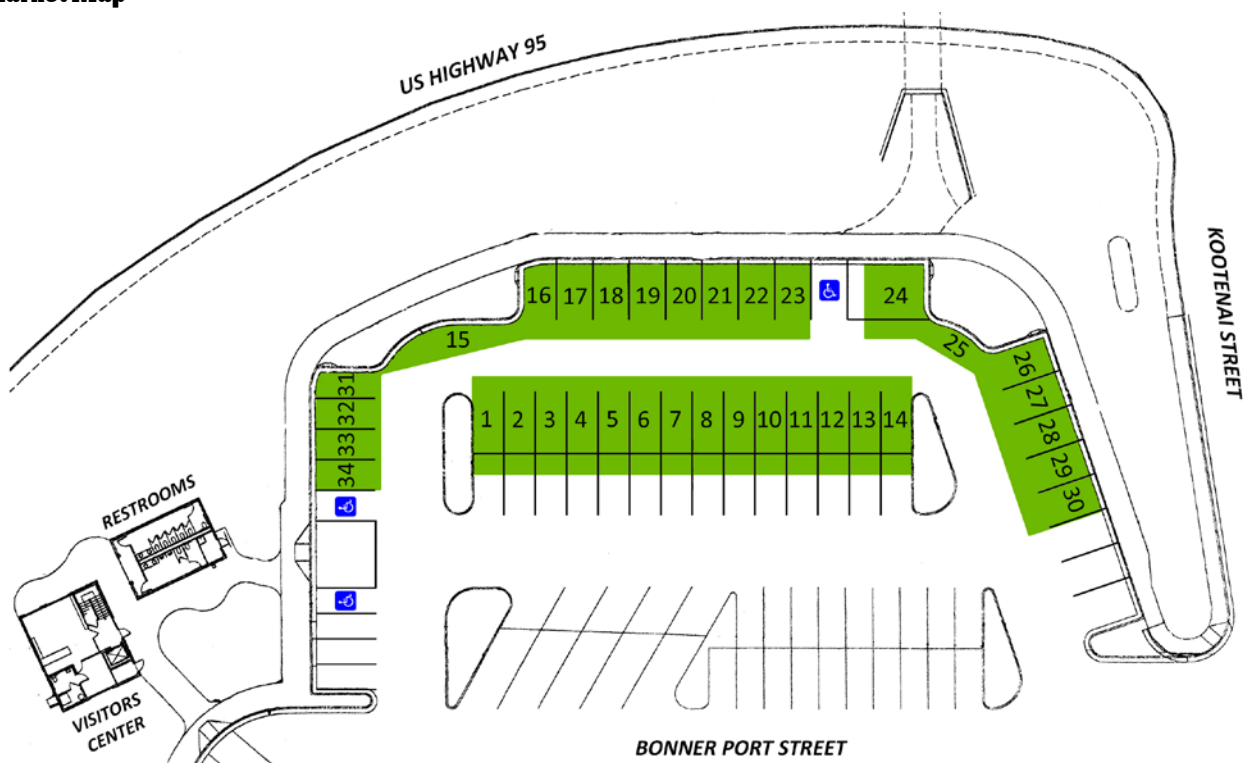 US HIGHWAY 95
KOOTENAI STREET
16 17 18 19 20 21 22 23 24
15 25
31 32 33 34
1 2 3 4 5 6 7 8 9 10 11 12 13 14
26 27 28 29 30
RESTROOMS
VISITORS
CENTER
BONNER PORT STREET